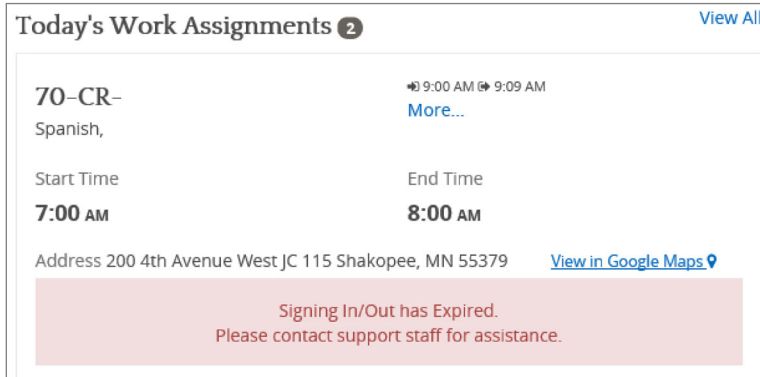 Today's Work Assignments 2
View All
70-CR-
9:00 AM 9:09 AM
Spanish,
More...
Start Time
End Time
7:00 AM
8:00 AM
Address 200 4th Avenue West JC 115 Shakopee, MN 55379
View in Google Maps
Signing In/Out has Expired.
Please contact support staff for assistance.